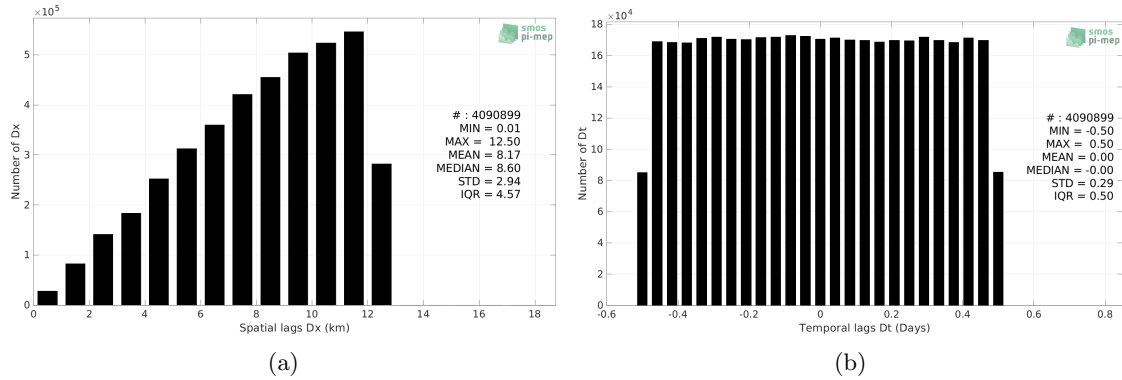 ×10⁵
smos
pi-mep
5
4
3
2
1
0
Number of Dx
# : 4090899
MIN = 0.01
MAX = 12.50
MEAN = 8.17
MEDIAN = 8.60
STD = 2.94
IQR = 4.57
0 2 4 6 8 10 12 14 16 18
Spatial lags Dx (km)
(a)
×10⁴
smos
pi-mep
18
16
14
12
10
8
6
4
2
0
Number of Dt
# : 4090899
MIN = -0.50
MAX = 0.50
MEAN = 0.00
MEDIAN = -0.00
STD = 0.29
IQR = 0.50
-0.6 -0.4 -0.2 0 0.2 0.4 0.6 0.8
Temporal lags Dt (Days)
(b)